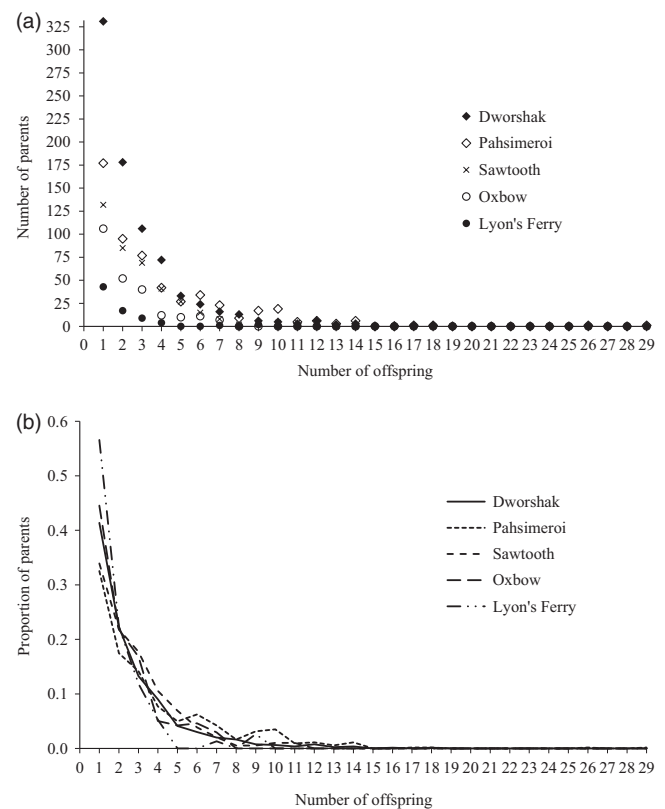 (a)
325
300
275
250
225
200
175
150
125
100
75
50
25
0
Number of parents
Dworshak
Pahsimeroi
Sawtooth
Oxbow
Lyon's Ferry
0 1 2 3 4 5 6 7 8 9 10 11 12 13 14 15 16 17 18 19 20 21 22 23 24 25 26 27 28 29
Number of offspring
(b)
0.6
0.5
0.4
0.3
0.2
0.1
0.0
Proportion of parents
Dworshak
Pahsimeroi
Sawtooth
Oxbow
Lyon's Ferry
0 1 2 3 4 5 6 7 8 9 10 11 12 13 14 15 16 17 18 19 20 21 22 23 24 25 26 27 28 29
Number of offspring